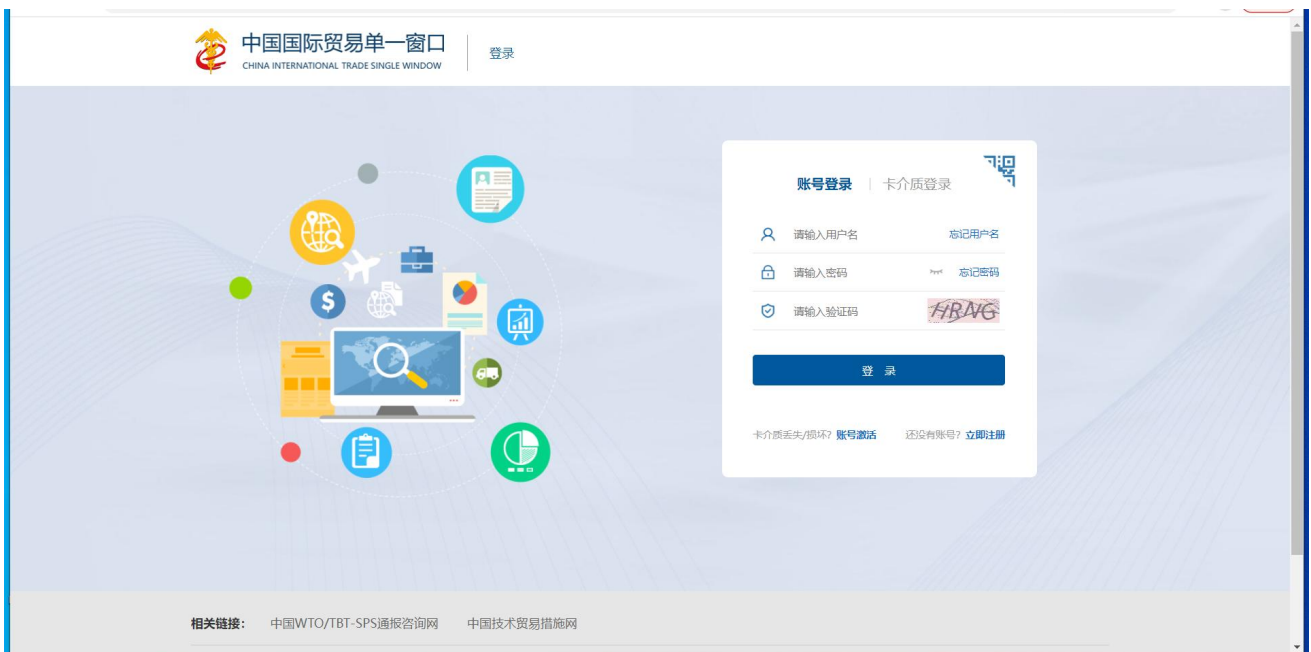 中国国际贸易单一窗口
CHINA INTERNATIONAL TRADE SINGLE WINDOW
登录
账号登录
卡介质登录
请输入用户名 忘记用户名
请输入密码 忘记密码
请输入验证码 HRNG
登 录
卡介质丢失/损坏? 账号激活 还没有账号? 立即注册
相关链接: 中国WTO/TBT-SPS通报咨询网 中国技术贸易措施网